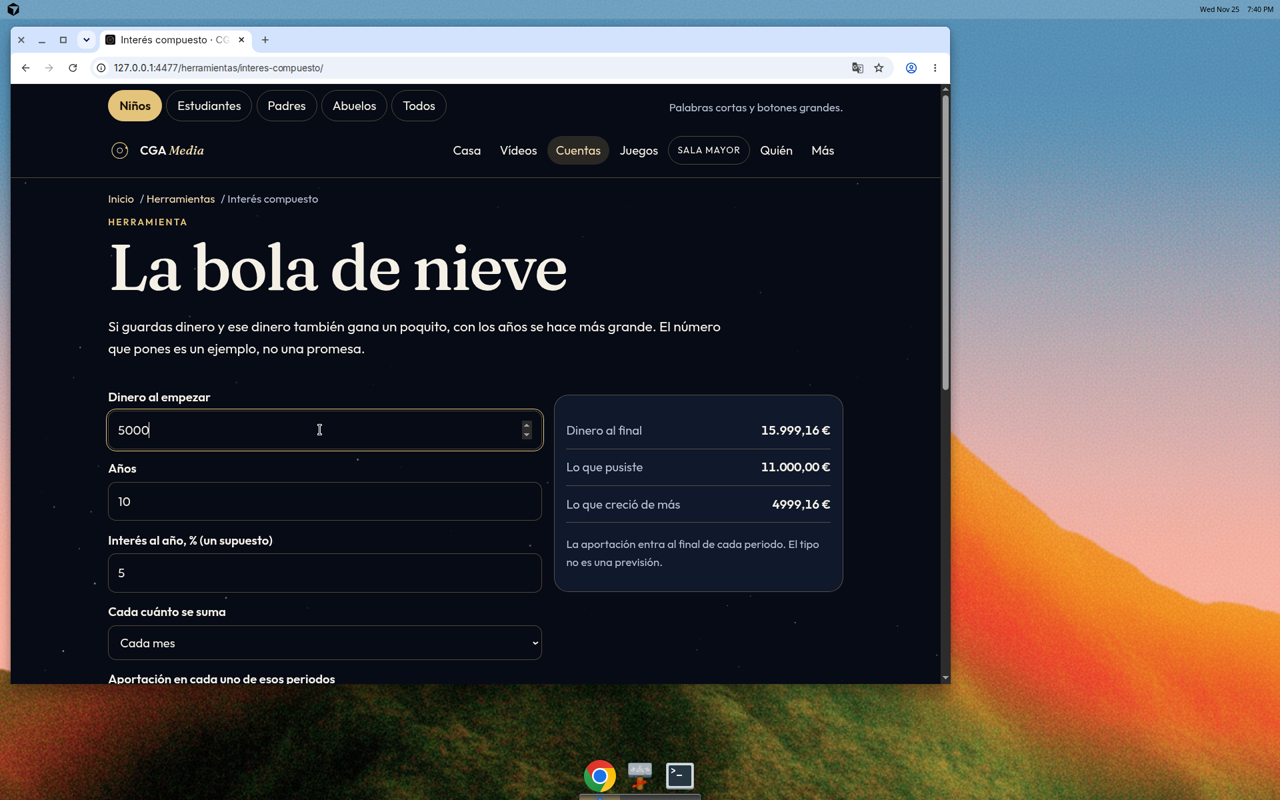 Wed Nov 25 7:40 PM
Interés compuesto · CG
127.0.0.1:4477/herramientas/interes-compuesto/
Niños Estudiantes Padres Abuelos Todos
Palabras cortas y botones grandes.
CGA Media
Casa Vídeos Cuentas Juegos SALA MAYOR Quién Más
Inicio / Herramientas / Interés compuesto
HERRAMIENTA
La bola de nieve
Si guardas dinero y ese dinero también gana un poquito, con los años se hace más grande. El número
que pones es un ejemplo, no una promesa.
Dinero al empezar
5000
Años
10
Interés al año, % (un supuesto)
5
Cada cuánto se suma
Cada mes
Aportación en cada uno de esos periodos
Dinero al final 15.999,16 €
Lo que pusiste 11.000,00 €
Lo que creció de más 4999,16 €
La aportación entra al final de cada periodo. El tipo
no es una previsión.